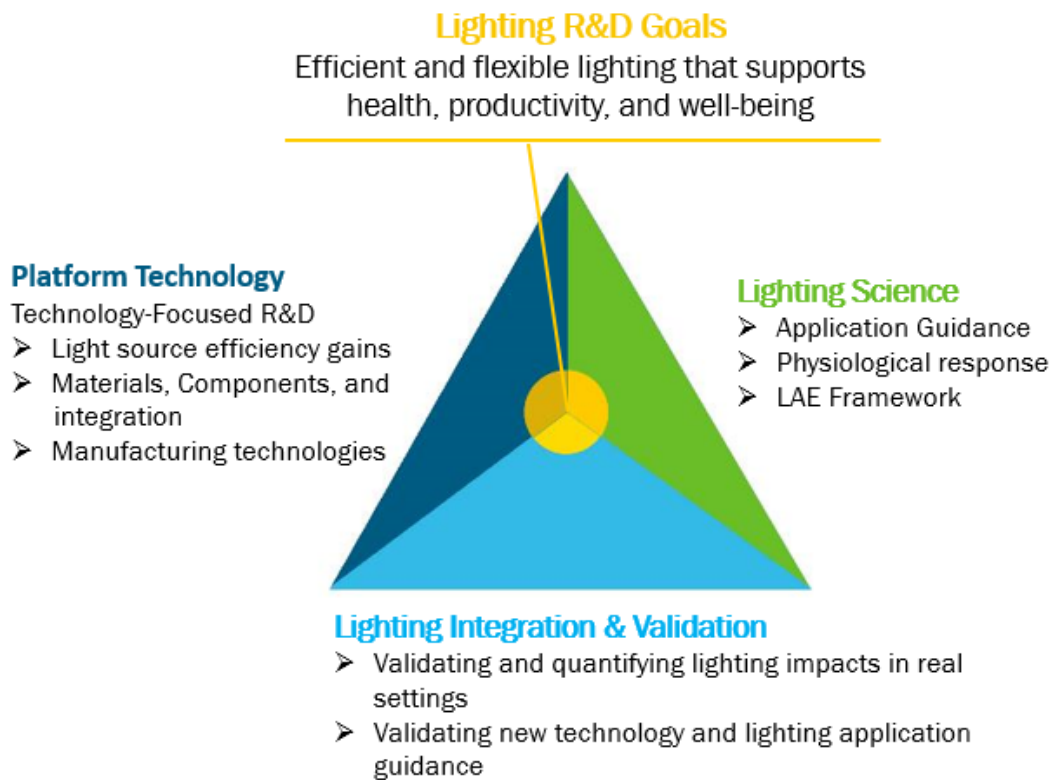 Lighting R&D Goals
Efficient and flexible lighting that supports
health, productivity, and well-being
Platform Technology
Technology-Focused R&D
➢ Light source efficiency gains
➢ Materials, Components, and
integration
➢ Manufacturing technologies
Lighting Science
➢ Application Guidance
➢ Physiological response
➢ LAE Framework
Lighting Integration & Validation
➢ Validating and quantifying lighting impacts in real
settings
➢ Validating new technology and lighting application
guidance